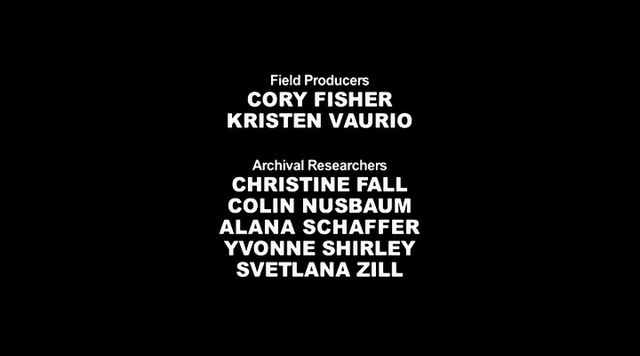 Field Producers
CORY FISHER
KRISTEN VAURIO
Archival Researchers
CHRISTINE FALL
COLIN NUSBAUM
ALANA SCHAFFER
YVONNE SHIRLEY
SVETLANA ZILL